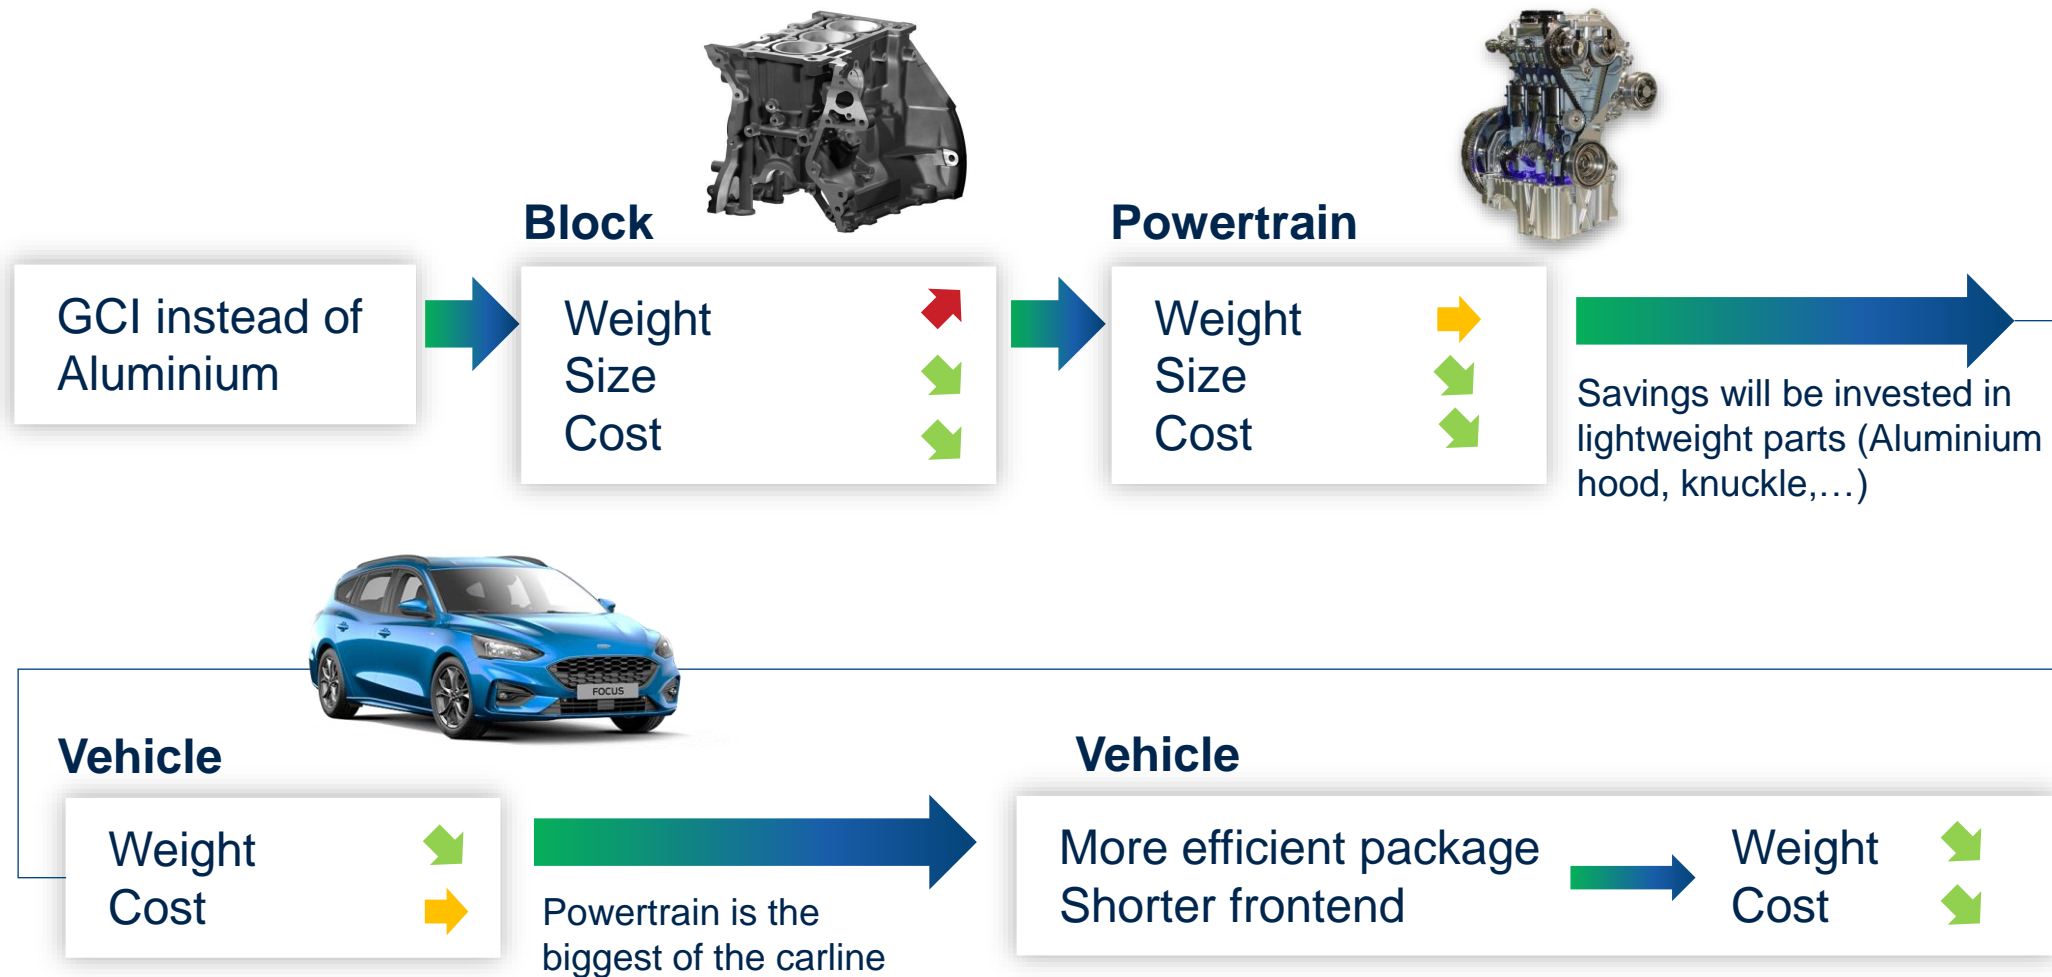 Block
Powertrain
GCI instead of
Aluminium
Weight
Size
Cost
Weight
Size
Cost
Savings will be invested in
lightweight parts (Aluminium
hood, knuckle,…)
FOCUS
Vehicle
Weight
Cost
Powertrain is the
biggest of the carline
Vehicle
More efficient package
Shorter frontend
Weight
Cost